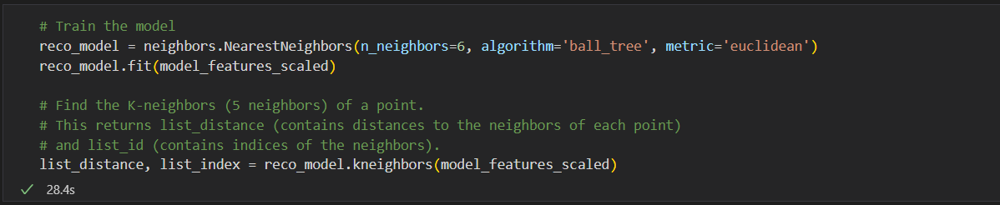 # Train the model
reco_model = neighbors.NearestNeighbors(n_neighbors=6, algorithm='ball_tree', metric='euclidean')
reco_model.fit(model_features_scaled)
# Find the K-neighbors (5 neighbors) of a point.
# This returns list_distance (contains distances to the neighbors of each point)
# and list_id (contains indices of the neighbors).
list_distance, list_index = reco_model.kneighbors(model_features_scaled)
28.4s